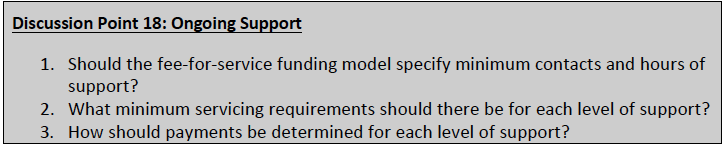 Discussion Point 18: Ongoing Support
1. Should the fee-for-service funding model specify minimum contacts and hours of
support?
2. What minimum servicing requirements should there be for each level of support?
3. How should payments be determined for each level of support?